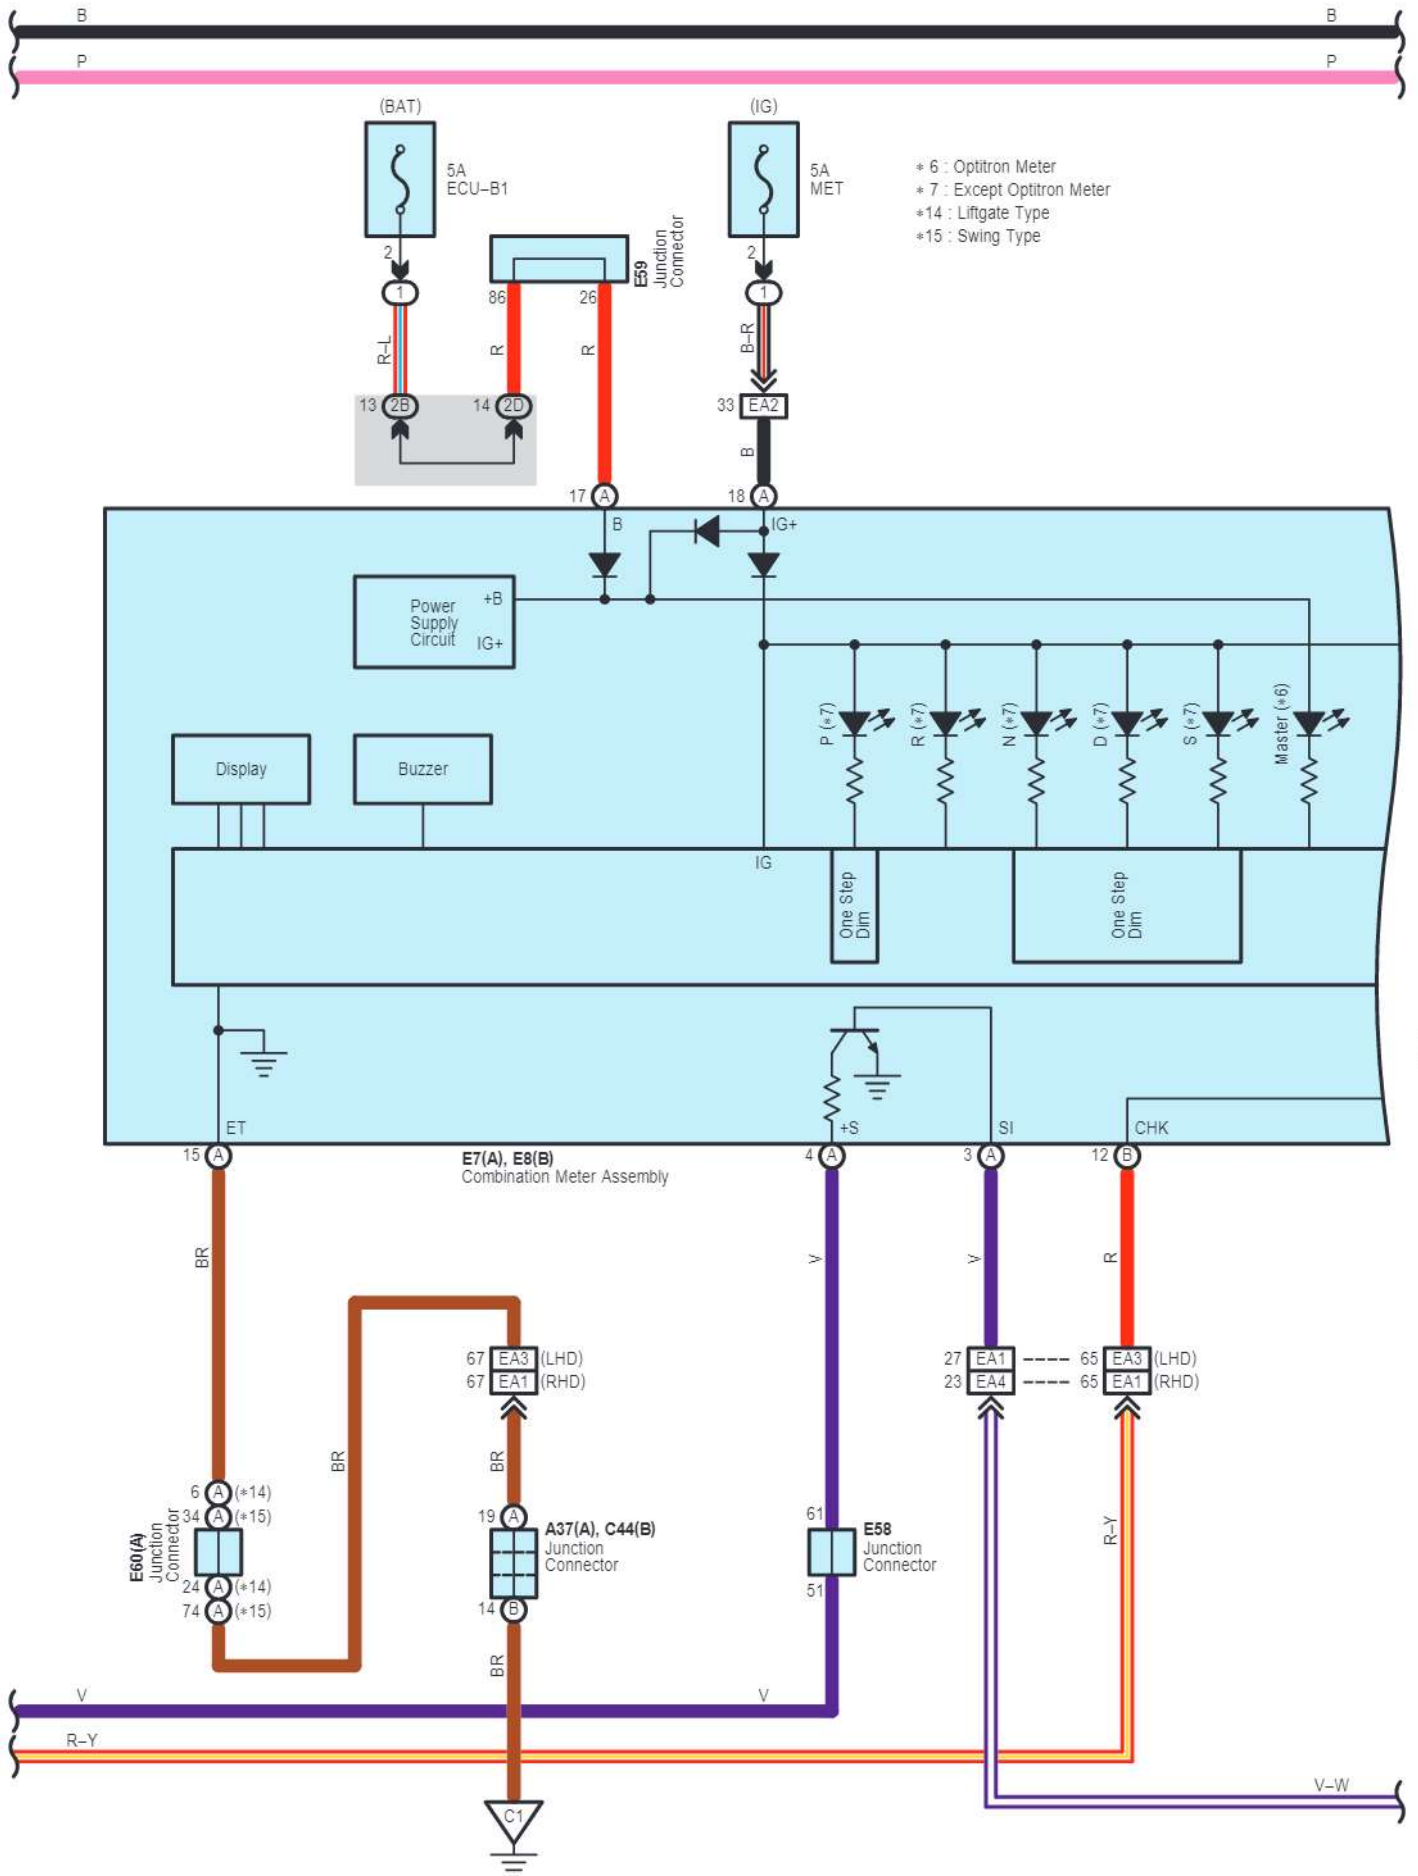 B B
P P
(BAT) (IG)
5A
ECU–B1
5A
MET
∗ 6 : Optitron Meter
∗ 7 : Except Optitron Meter
∗14 : Liftgate Type
∗15 : Swing Type
2 2
E59
Junction
Connector
1 1
86 26
R–L R R B–R
13 2B 14 2D 33 EA2
B
17 A 18 A
B IG+
Power
Supply
Circuit
+B
IG+
P (∗7) R (∗7) N (∗7) D (∗7) S (∗7) Master (∗6)
Display Buzzer
IG
One Step
Dim
One Step
Dim
ET +S SI CHK
15 A 4 A 3 A 12 B
E7(A), E8(B)
Combination Meter Assembly
BR V V R
67 EA3 (LHD) 27 EA1 65 EA3 (LHD)
67 EA1 (RHD) 23 EA4 65 EA1 (RHD)
BR BR
6 A (∗14)
34 A (∗15)
19 A
61
R–Y
E60(A)
Junction
Connector
A37(A), C44(B)
Junction
Connector
E58
Junction
Connector
24 A (∗14)
74 A (∗15)
14 B
51
BR
V V
R–Y
V–W
C1